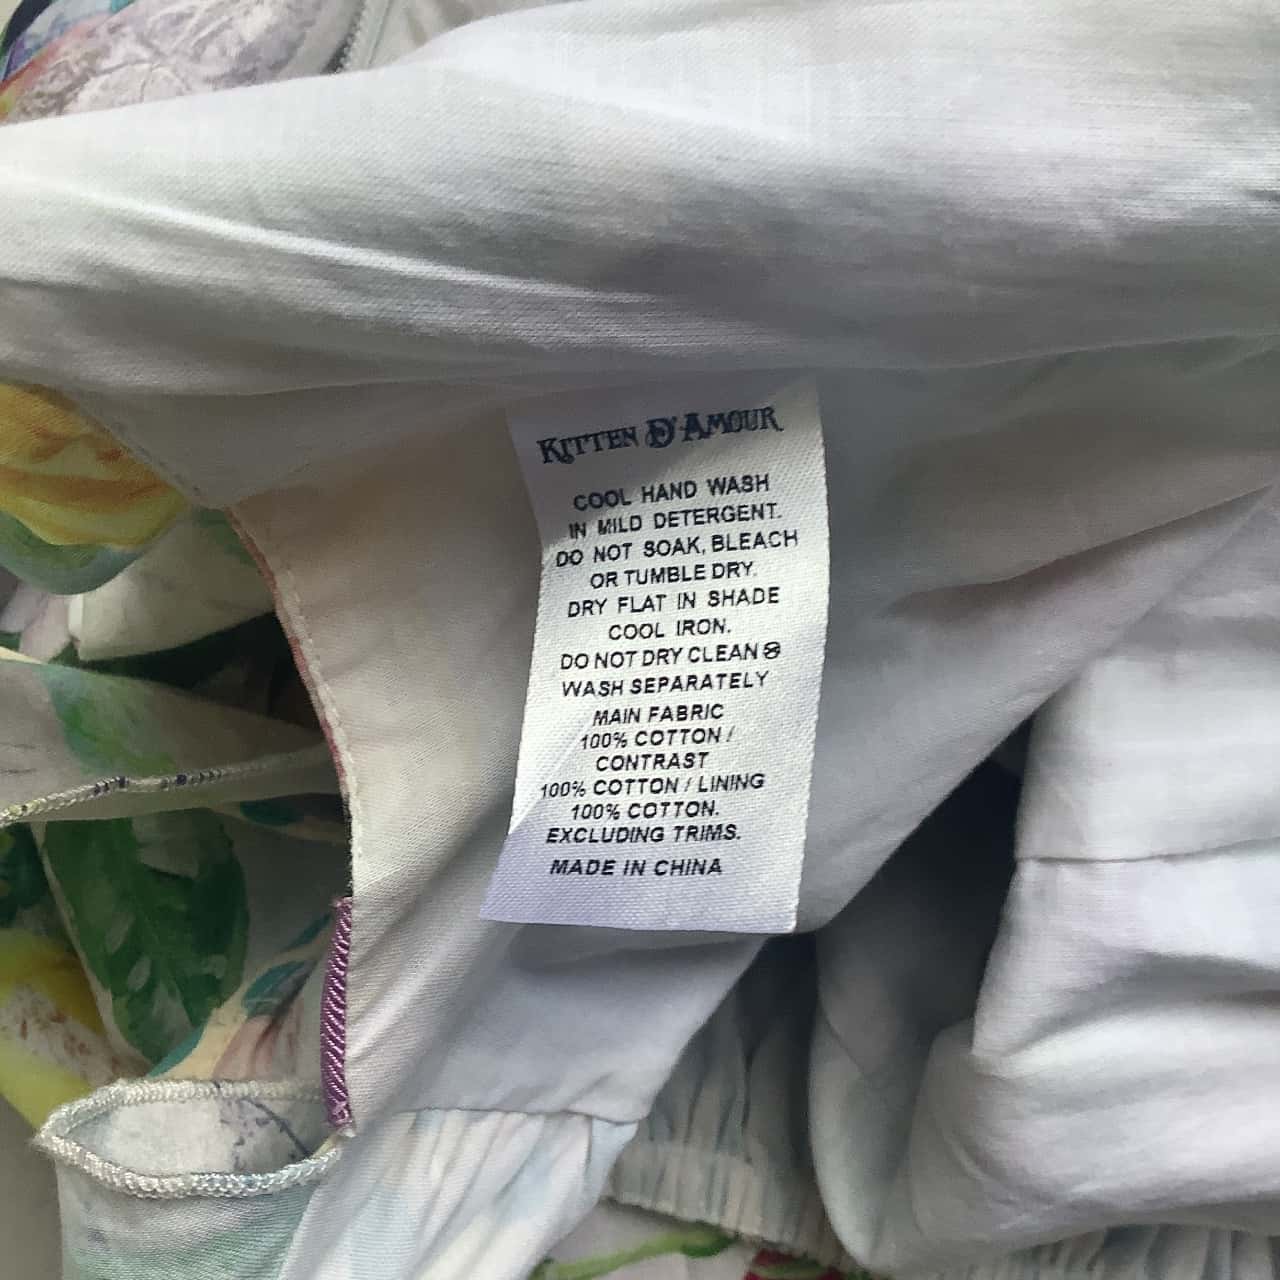 KITTEN D'AMOUR
COOL HAND WASH
IN MILD DETERGENT.
DO NOT SOAK, BLEACH
OR TUMBLE DRY.
DRY FLAT IN SHADE
COOL IRON.
DO NOT DRY CLEAN
WASH SEPARATELY
MAIN FABRIC
100% COTTON /
CONTRAST
100% COTTON / LINING
100% COTTON.
EXCLUDING TRIMS.
MADE IN CHINA